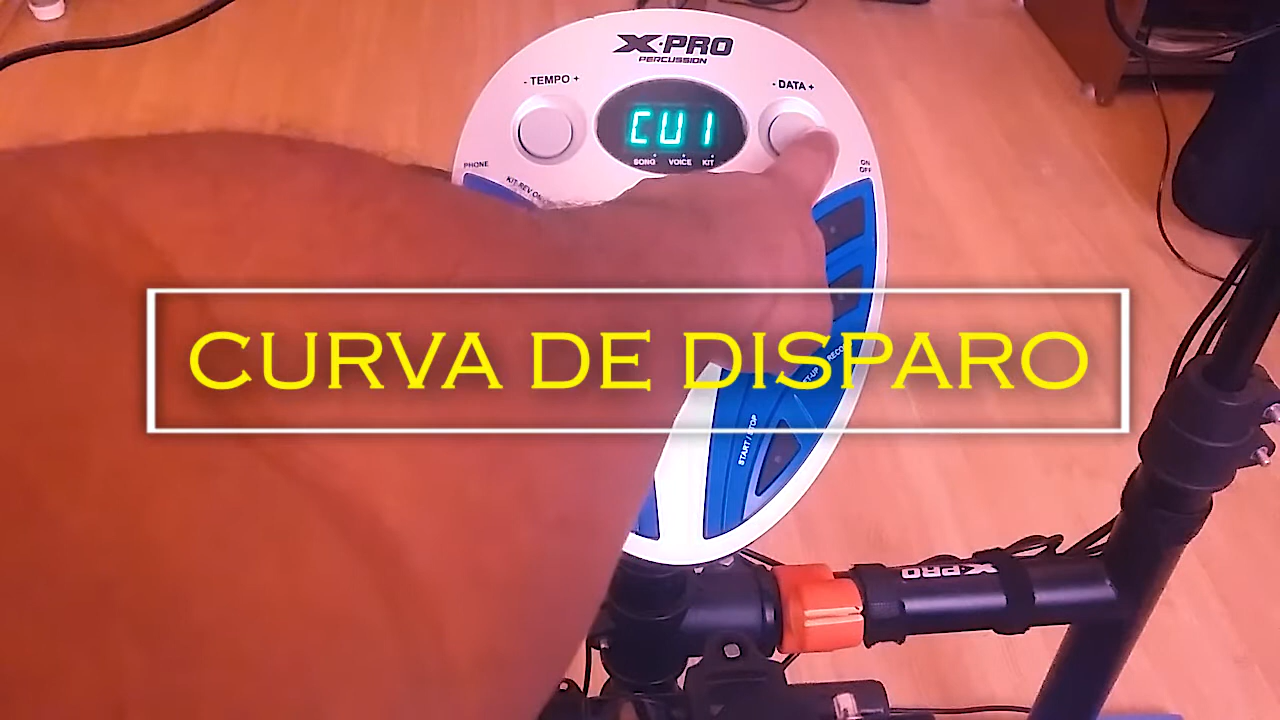 X·PRO
PERCUSSION
- TEMPO +
- DATA +
CU1
SONG VOICE KIT
PHONE
ON
OFF
CURVA DE DISPARO
START / STOP
X·PRO